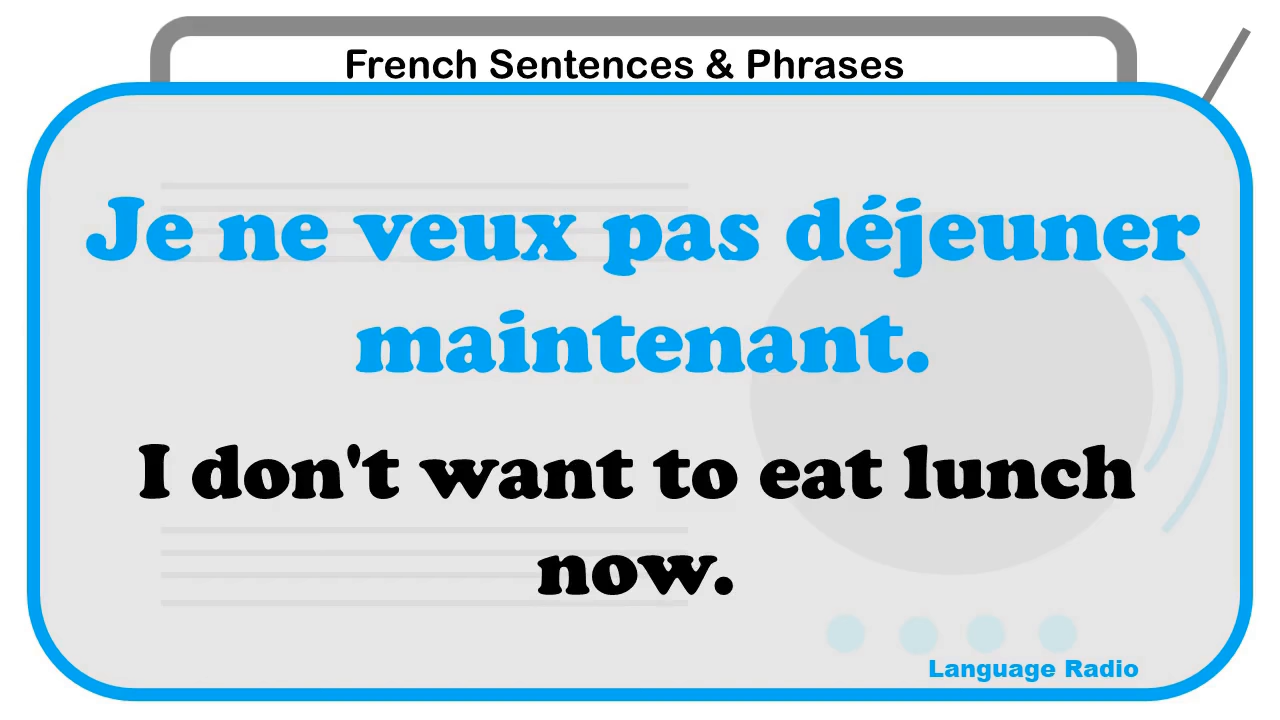 French Sentences & Phrases
Je ne veux pas déjeuner
maintenant.
I don't want to eat lunch
now.
Language Radio